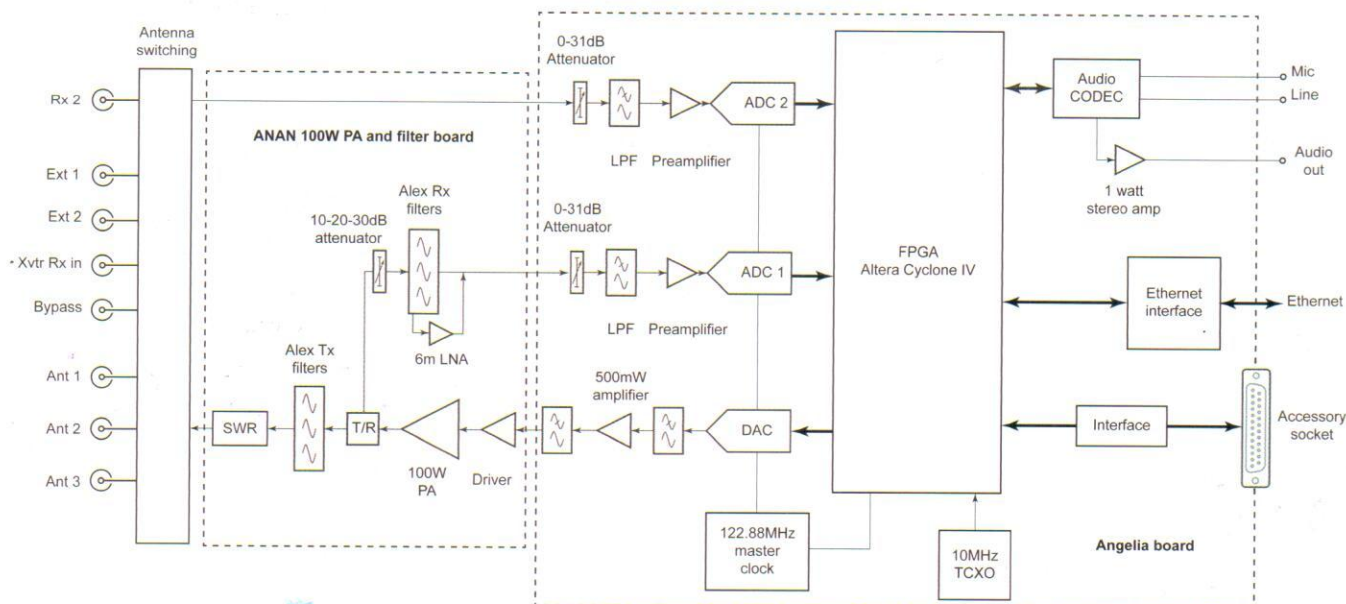 Antenna
switching
Rx 2
Ext 1
Ext 2
Xvtr Rx in
Bypass
Ant 1
Ant 2
Ant 3
ANAN 100W PA and filter board
10-20-30dB
attenuator
Alex Rx
filters
6m LNA
Alex Tx
filters
SWR
T/R
100W
PA
Driver
0-31dB
Attenuator
LPF
Preamplifier
ADC 2
0-31dB
Attenuator
LPF
Preamplifier
ADC 1
500mW
amplifier
DAC
122.88MHz
master
clock
FPGA
Altera Cyclone IV
10MHz
TCXO
Audio
CODEC
Mic
Line
Audio
out
1 watt
stereo amp
Ethernet
interface
Ethernet
Interface
Accessory
socket
Angelia board